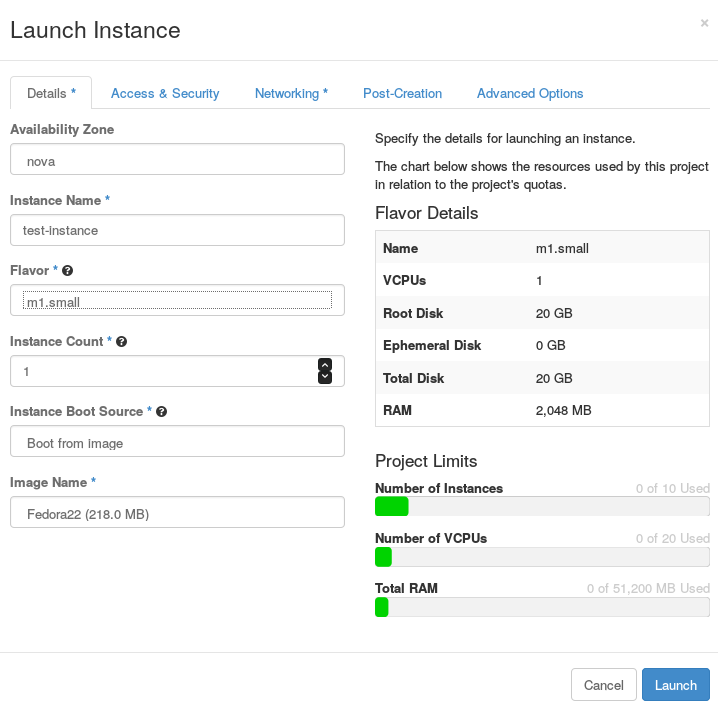 Launch Instance
×
Details *
Access & Security
Networking *
Post-Creation
Advanced Options
Availability Zone
nova
Instance Name *
test-instance
Flavor * ?
m1.small
Instance Count * ?
1
Instance Boot Source * ?
Boot from image
Image Name *
Fedora22 (218.0 MB)
Specify the details for launching an instance.
The chart below shows the resources used by this project
in relation to the project's quotas.
Flavor Details
Name m1.small
VCPUs 1
Root Disk 20 GB
Ephemeral Disk 0 GB
Total Disk 20 GB
RAM 2,048 MB
Project Limits
Number of Instances 0 of 10 Used
Number of VCPUs 0 of 20 Used
Total RAM 0 of 51,200 MB Used
Cancel
Launch